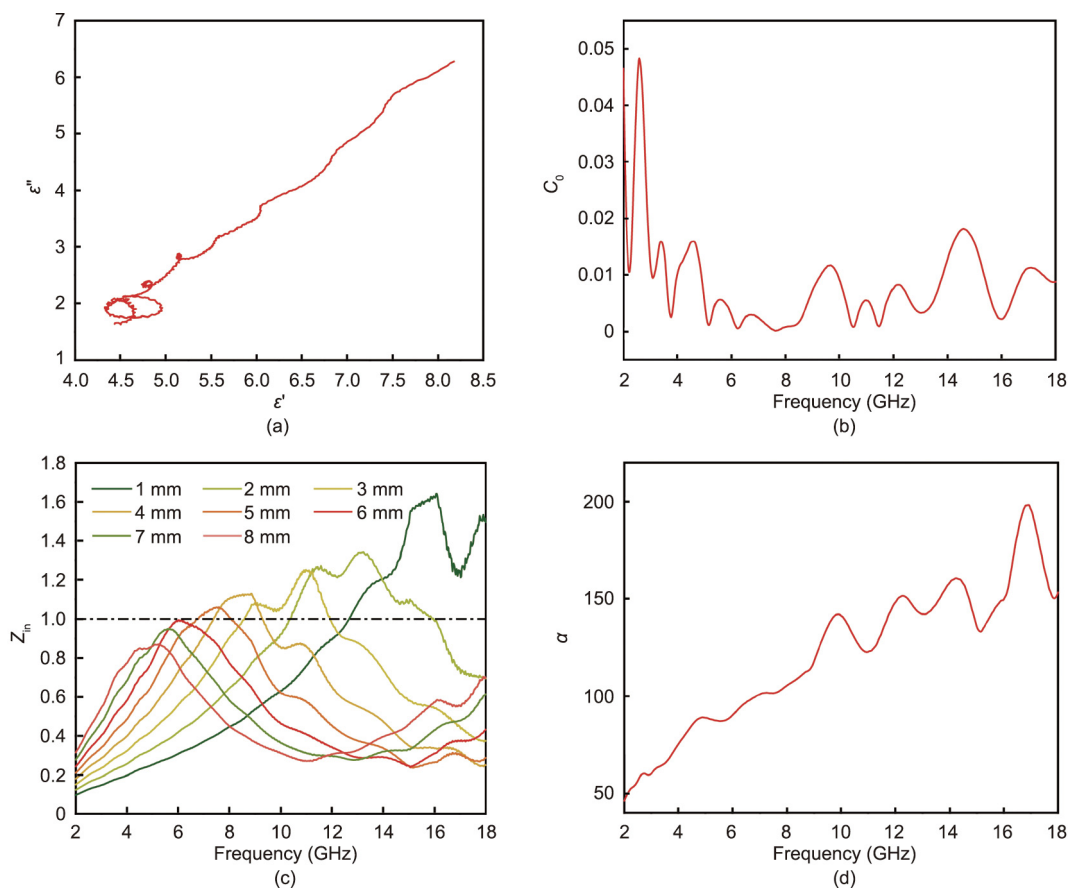 7
6
5
4
3
2
1
ε"
4.0 4.5 5.0 5.5 6.0 6.5 7.0 7.5 8.0 8.5
ε'
(a)
0.05
0.04
0.03
0.02
0.01
0
C0
2 4 6 8 10 12 14 16 18
Frequency (GHz)
(b)
1.8
1.6
1.4
1.2
1.0
0.8
0.6
0.4
0.2
0
Zin
1 mm 2 mm 3 mm
4 mm 5 mm 6 mm
7 mm 8 mm
2 4 6 8 10 12 14 16 18
Frequency (GHz)
(c)
200
150
100
50
α
2 4 6 8 10 12 14 16 18
Frequency (GHz)
(d)